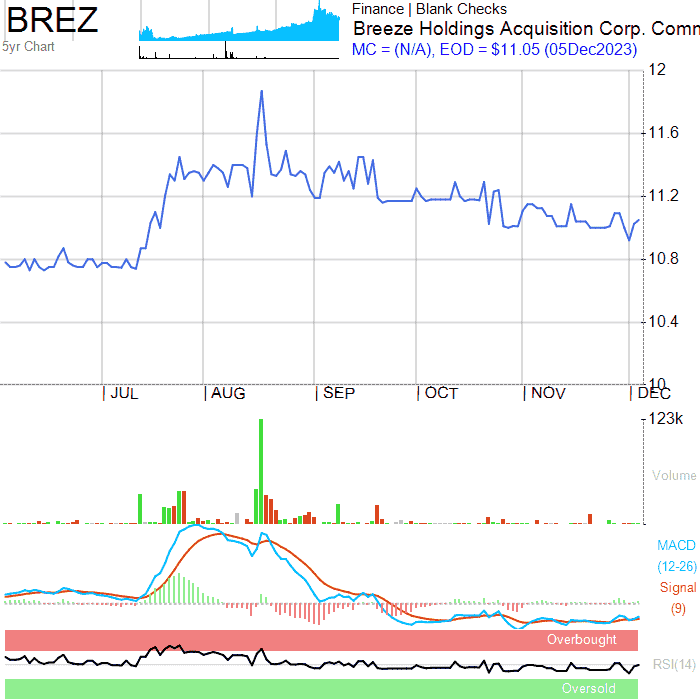 BREZ
5yr Chart
Finance | Blank Checks
Breeze Holdings Acquisition Corp. Comm
MC = (N/A), EOD = $11.05 (05Dec2023)
12
11.6
11.2
10.8
10.4
10
JUL AUG SEP OCT NOV DEC
123k
Volume
MACD
(12-26)
Signal
(9)
Overbought
RSI(14)
Oversold